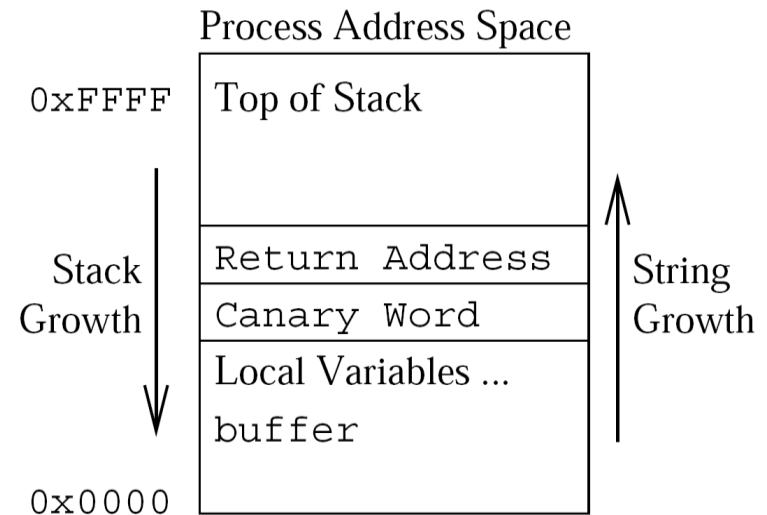 Process Address Space
0xFFFF
Top of Stack
Stack
Growth
Return Address
Canary Word
Local Variables ...
buffer
String
Growth
0x0000